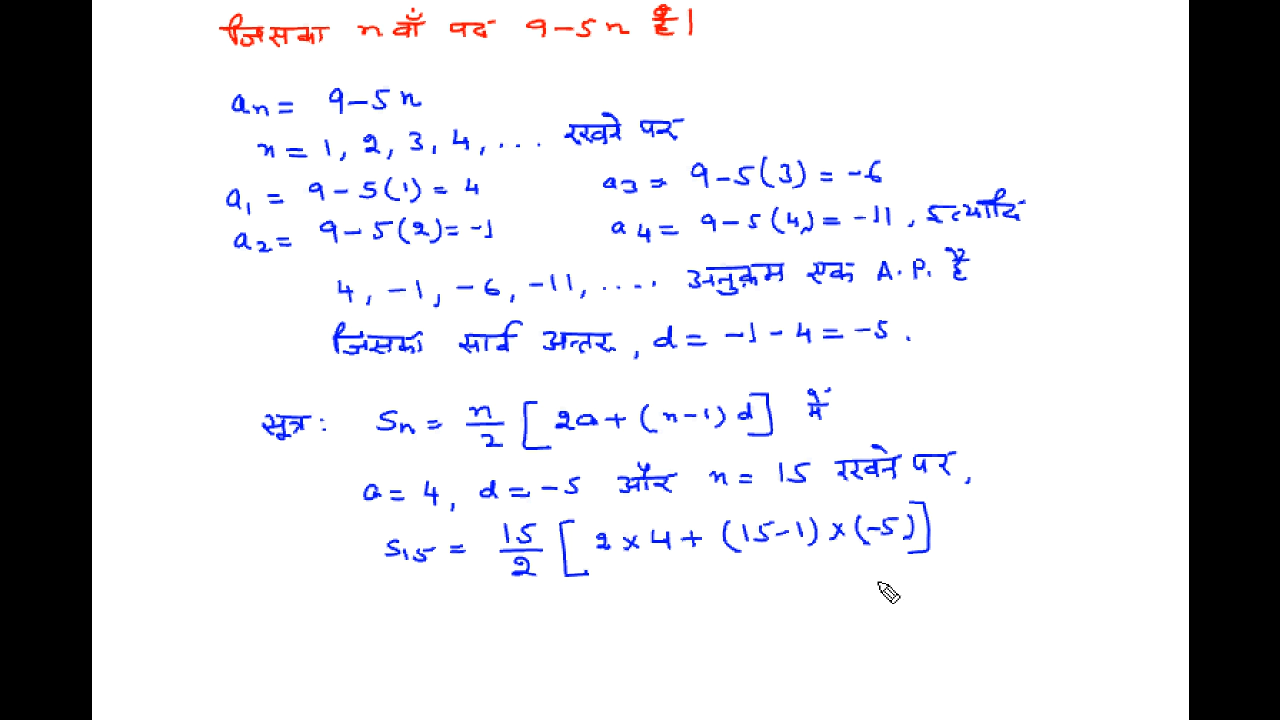 जिसका n वाँ पद 9-5n है।
an = 9-5n
n = 1, 2, 3, 4, ... रखने पर
a1 = 9-5(1) = 4 a3 = 9-5(3) = -6
a2 = 9-5(2) = -1 a4 = 9-5(4) = -11, इत्यादि
4, -1, -6, -11, .... अनुक्रम एक A.P. है
जिसका सार्व अन्तर, d = -1-4 = -5.
सूत्र: Sn = n/2 [2a+(n-1)d] में
a = 4, d = -5 और n = 15 रखने पर,
S15 = 15/2 [2×4+(15-1)×(-5)]